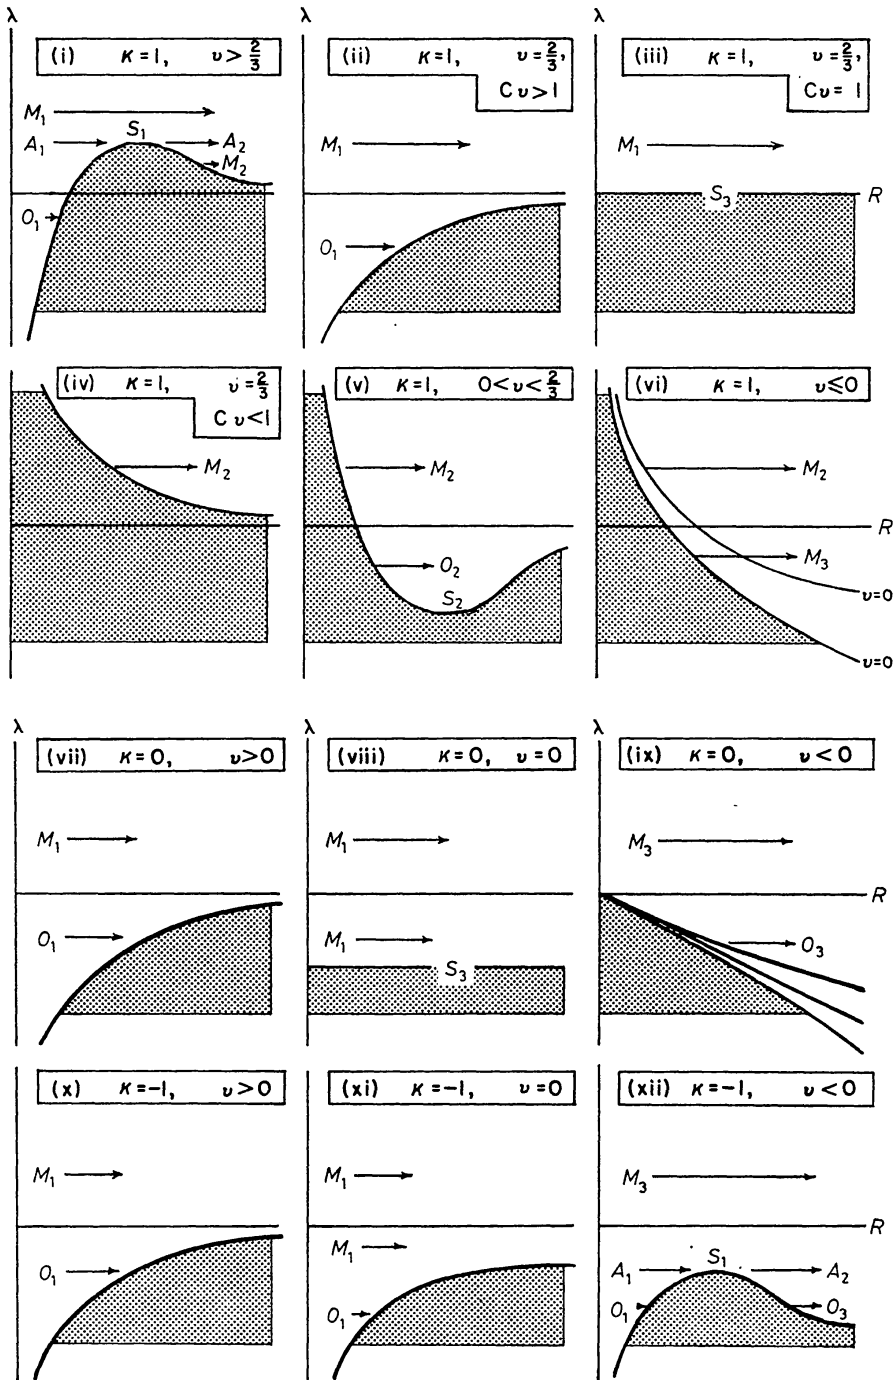 λ λ λ
(i) κ=1, υ > 2/3
(ii) κ=1, υ = 2/3,
Cυ > 1
(iii) κ=1, υ = 2/3,
Cυ = 1
M₁
A₁ S₁ A₂
M₂
O₁
M₁
O₁
M₁
S₃ R
(iv) κ=1, υ = 2/3
Cυ < 1
(v) κ=1, 0<υ<2/3
(vi) κ=1, υ≤0
M₂
M₂
O₂
S₂
M₂
R
M₃
υ=0
υ=0
λ λ λ
(vii) κ=0, υ>0
(viii) κ=0, υ=0
(ix) κ=0, υ<0
M₁
O₁
M₁
M₁
S₃
M₃
R
O₃
(x) κ=-1, υ>0
(xi) κ=-1, υ=0
(xii) κ=-1, υ<0
M₁
O₁
M₁
M₁
O₁
M₃
R
A₁ S₁ A₂
O₁ O₃